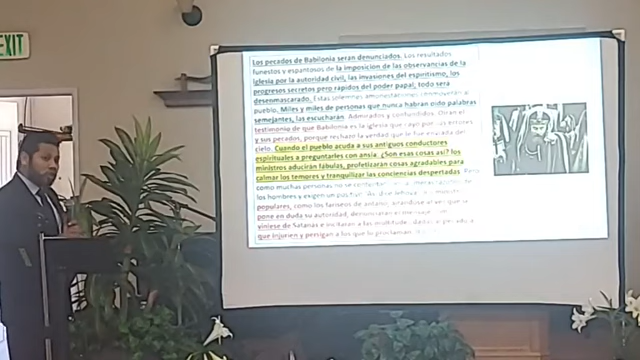 EXIT
Los pecados de Babilonia serán denunciados. Los resultados
funestos y espantosos de la imposición de las observancias de la
iglesia por la autoridad civil, las invasiones del espiritismo, los
progresos secretos pero rápidos del poder papal, todo será
desenmascarado. Estas solemnes amonestaciones conmoverán al
pueblo. Miles y miles de personas que nunca habrán oído palabras
semejantes, las escucharán. Admirados y confundidos. Oirán el
testimonio de que Babilonia es la iglesia que cayó por sus errores
y sus pecados, porque rechazó la verdad que le fue enviada del
cielo. Cuando el pueblo acuda a sus antiguos conductores
espirituales a preguntarles con ansia: ¿Son esas cosas así? los
ministros aducirán fábulas, profetizarán cosas agradables para
calmar los temores y tranquilizar las conciencias despertadas. Pero
como muchas personas no se
los hombres y exigen un
populares, como los fariseos de antaño, airándose al ver que se
pone en duda su autoridad, denunciarán
viniese de Satanás e incitarán a las
que injurien y persigan a los que lo proclaman.